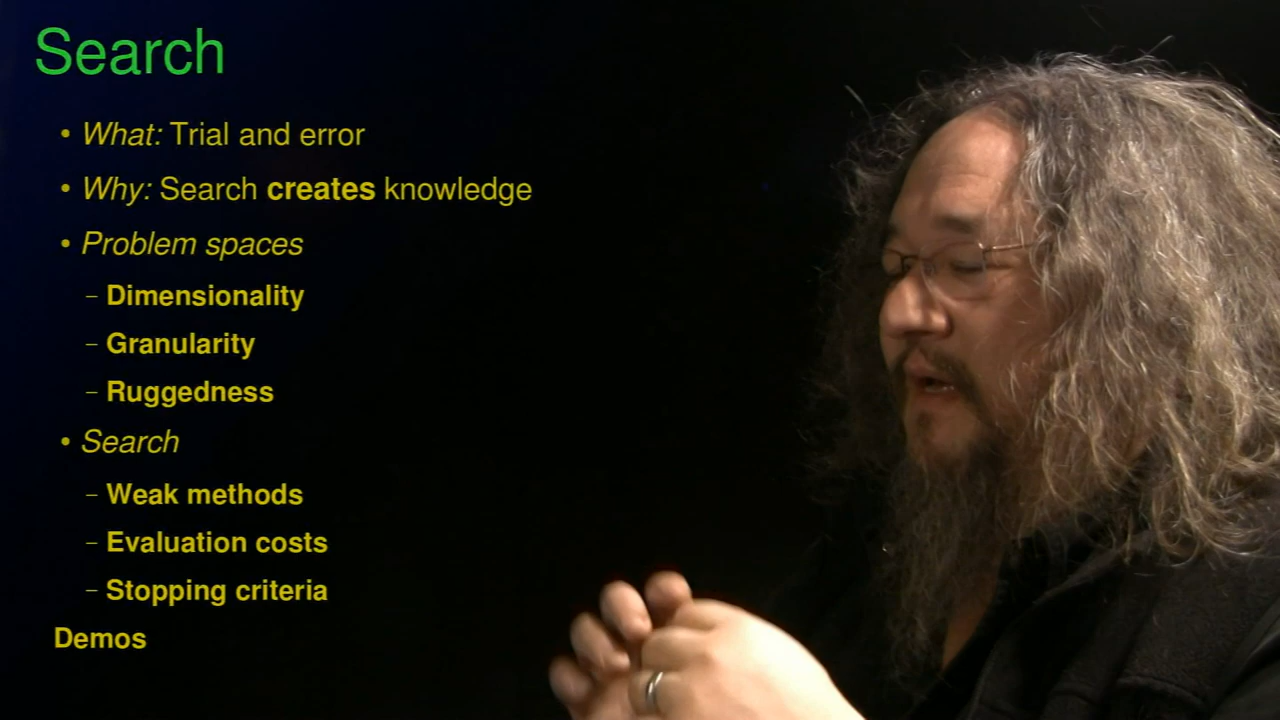 Search
• What: Trial and error
• Why: Search creates knowledge
• Problem spaces
– Dimensionality
– Granularity
– Ruggedness
• Search
– Weak methods
– Evaluation costs
– Stopping criteria
Demos